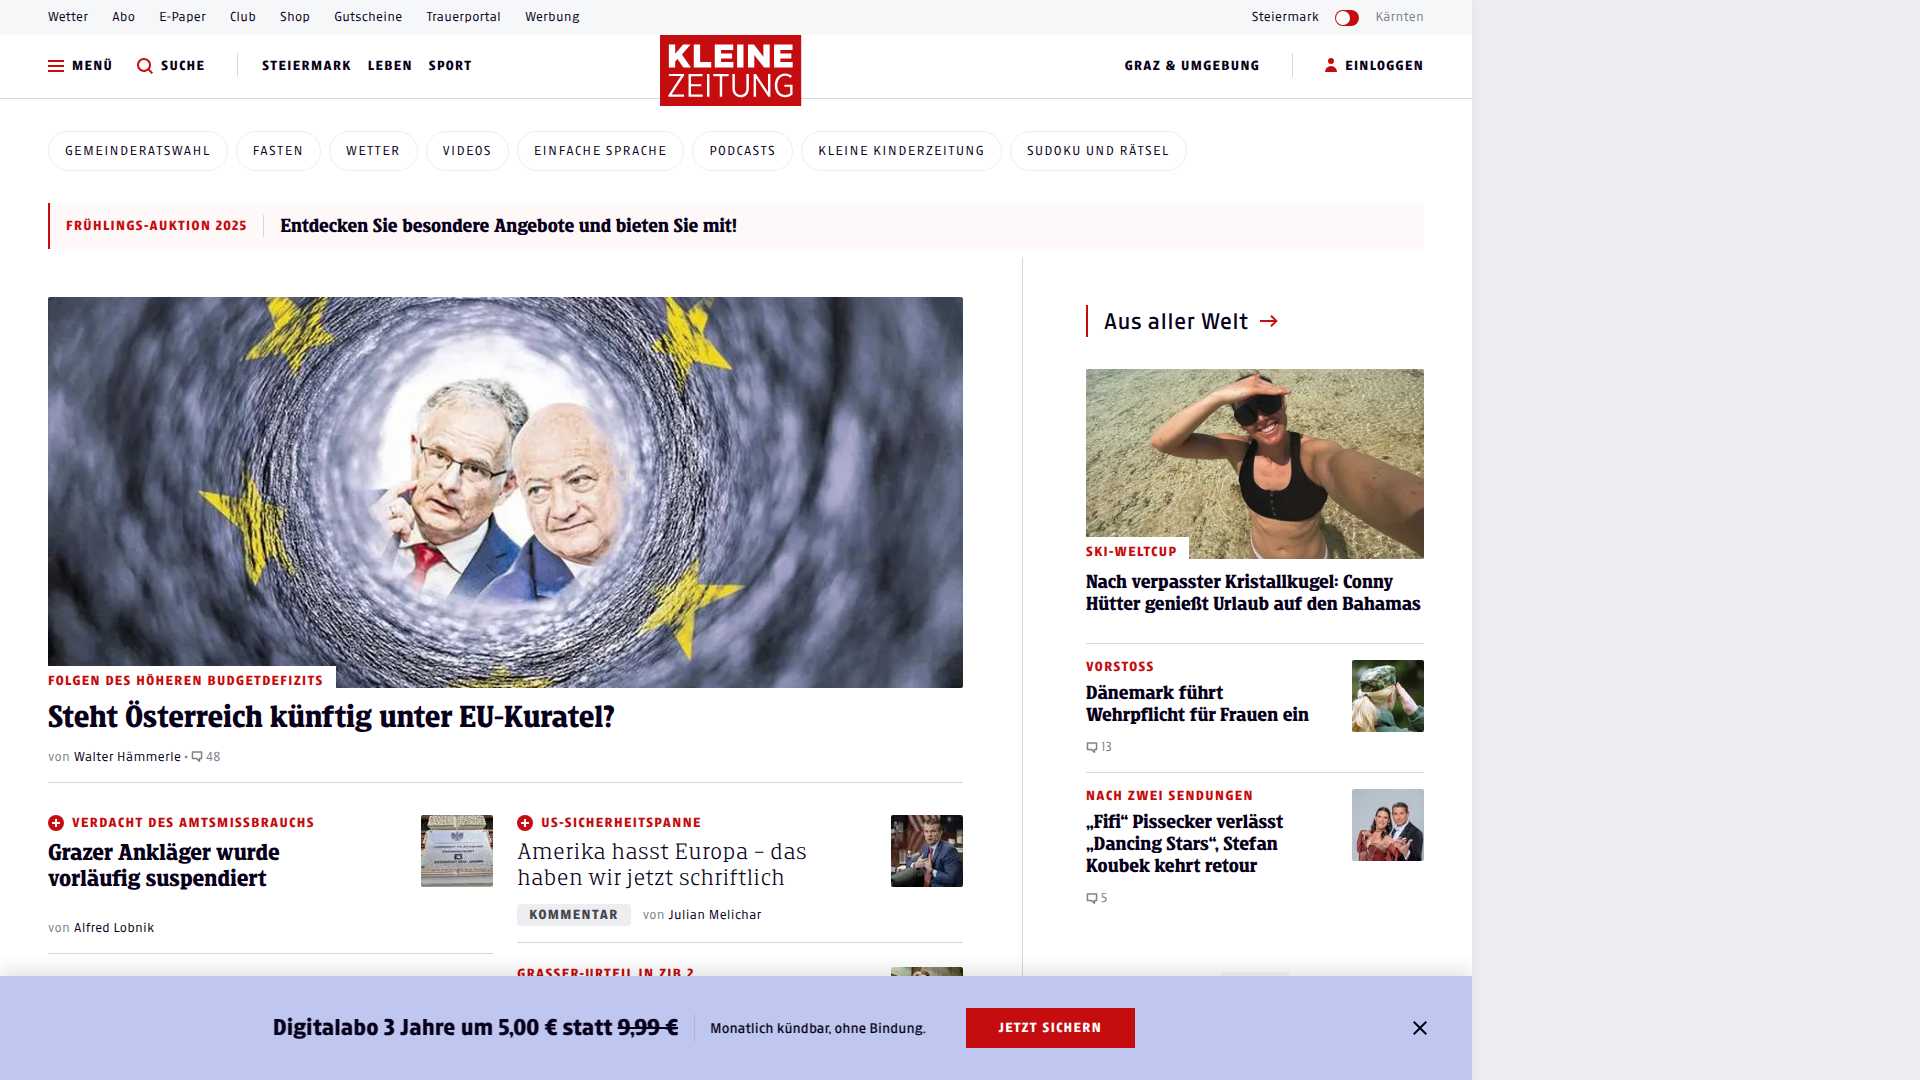 Wetter Abo E-Paper Club Shop Gutscheine Trauerportal Werbung Steiermark Kärnten
MENÜ SUCHE STEIERMARK LEBEN SPORT KLEINE ZEITUNG GRAZ & UMGEBUNG EINLOGGEN
GEMEINDERATSWAHL FASTEN WETTER VIDEOS EINFACHE SPRACHE PODCASTS KLEINE KINDERZEITUNG SUDOKU UND RÄTSEL
FRÜHLINGS-AUKTION 2025 Entdecken Sie besondere Angebote und bieten Sie mit!
FOLGEN DES HÖHEREN BUDGETDEFIZITS
Steht Österreich künftig unter EU-Kuratel?
von Walter Hämmerle · 48
VERDACHT DES AMTSMISSBRAUCHS
Grazer Ankläger wurde
vorläufig suspendiert
von Alfred Lobnik
US-SICHERHEITSPANNE
Amerika hasst Europa – das
haben wir jetzt schriftlich
KOMMENTAR von Julian Melichar
GRASSER-URTEIL IN ZIB 2
Aus aller Welt
SKI-WELTCUP
Nach verpasster Kristallkugel: Conny
Hütter genießt Urlaub auf den Bahamas
VORSTOSS
Dänemark führt
Wehrpflicht für Frauen ein
13
NACH ZWEI SENDUNGEN
„Fifi“ Pissecker verlässt
„Dancing Stars“, Stefan
Koubek kehrt retour
5
Digitalabo 3 Jahre um 5,00 € statt 9,99 € Monatlich kündbar, ohne Bindung. JETZT SICHERN